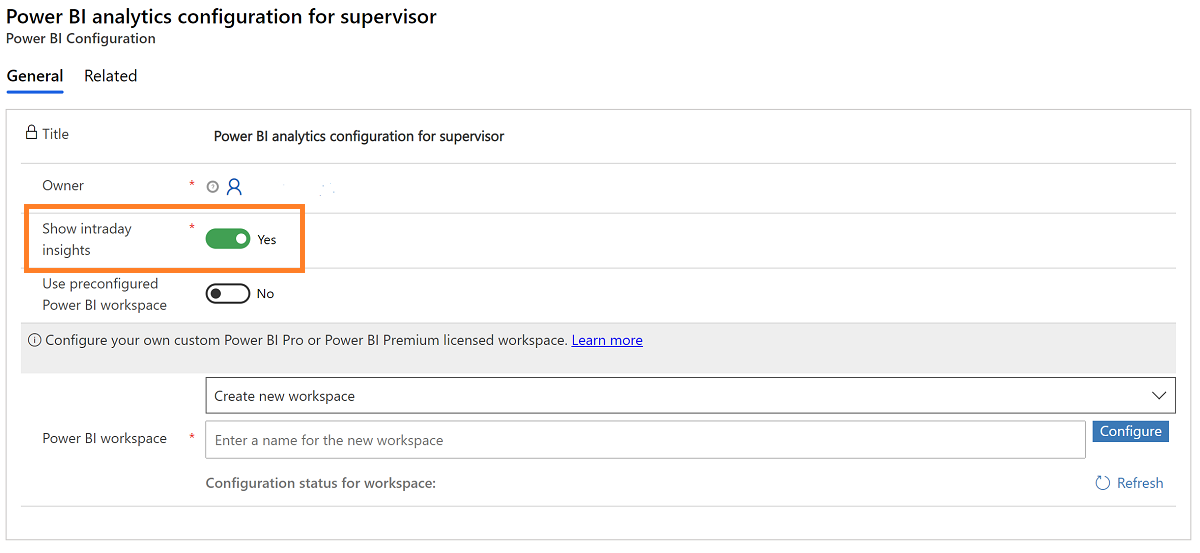 Power BI analytics configuration for supervisor
Power BI Configuration
General Related
Title Power BI analytics configuration for supervisor
Owner *
Show intraday * Yes
insights
Use preconfigured No
Power BI workspace
Configure your own custom Power BI Pro or Power BI Premium licensed workspace. Learn more
Create new workspace
Power BI workspace * Enter a name for the new workspace Configure
Configuration status for workspace: Refresh